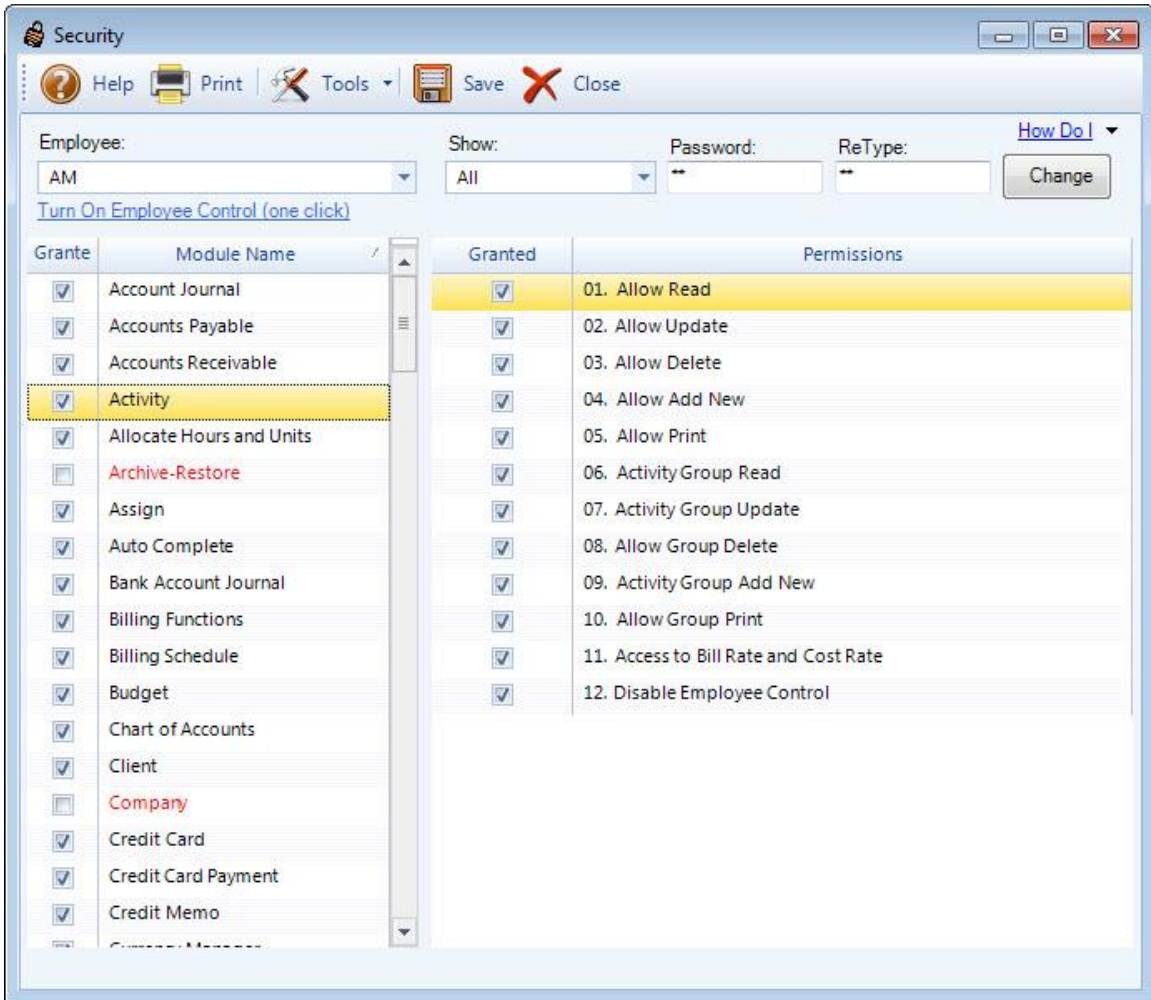 Security
Help Print Tools Save Close
How Do I
Employee: Show: Password: ReType:
AM All ** ** Change
Turn On Employee Control (one click)
Grante Module Name Granted Permissions
Account Journal 01. Allow Read
Accounts Payable 02. Allow Update
Accounts Receivable 03. Allow Delete
Activity 04. Allow Add New
Allocate Hours and Units 05. Allow Print
Archive-Restore 06. Activity Group Read
Assign 07. Activity Group Update
Auto Complete 08. Allow Group Delete
Bank Account Journal 09. Activity Group Add New
Billing Functions 10. Allow Group Print
Billing Schedule 11. Access to Bill Rate and Cost Rate
Budget 12. Disable Employee Control
Chart of Accounts
Client
Company
Credit Card
Credit Card Payment
Credit Memo
Currency Manager